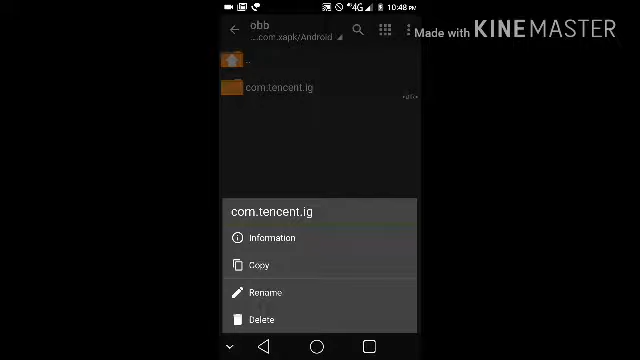 4G 10:48 PM
obb
...com.xapk/Android
Made with KINEMASTER
..
com.tencent.ig
com.tencent.ig
Information
Copy
Rename
Delete